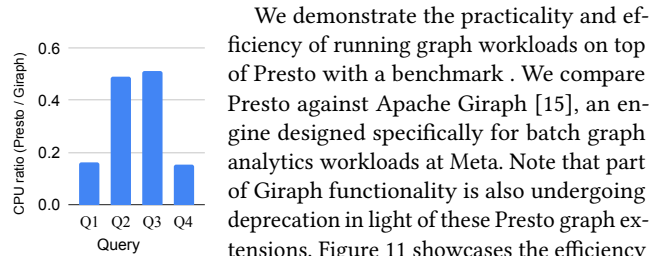 CPU ratio (Presto / Giraph)
0.6
0.4
0.2
0.0
Q1 Q2 Q3 Q4
Query
We demonstrate the practicality and ef-
ficiency of running graph workloads on top
of Presto with a benchmark . We compare
Presto against Apache Giraph [15], an en-
gine designed specifically for batch graph
analytics workloads at Meta. Note that part
of Giraph functionality is also undergoing
deprecation in light of these Presto graph ex-
tensions. Figure 11 showcases the efficiency